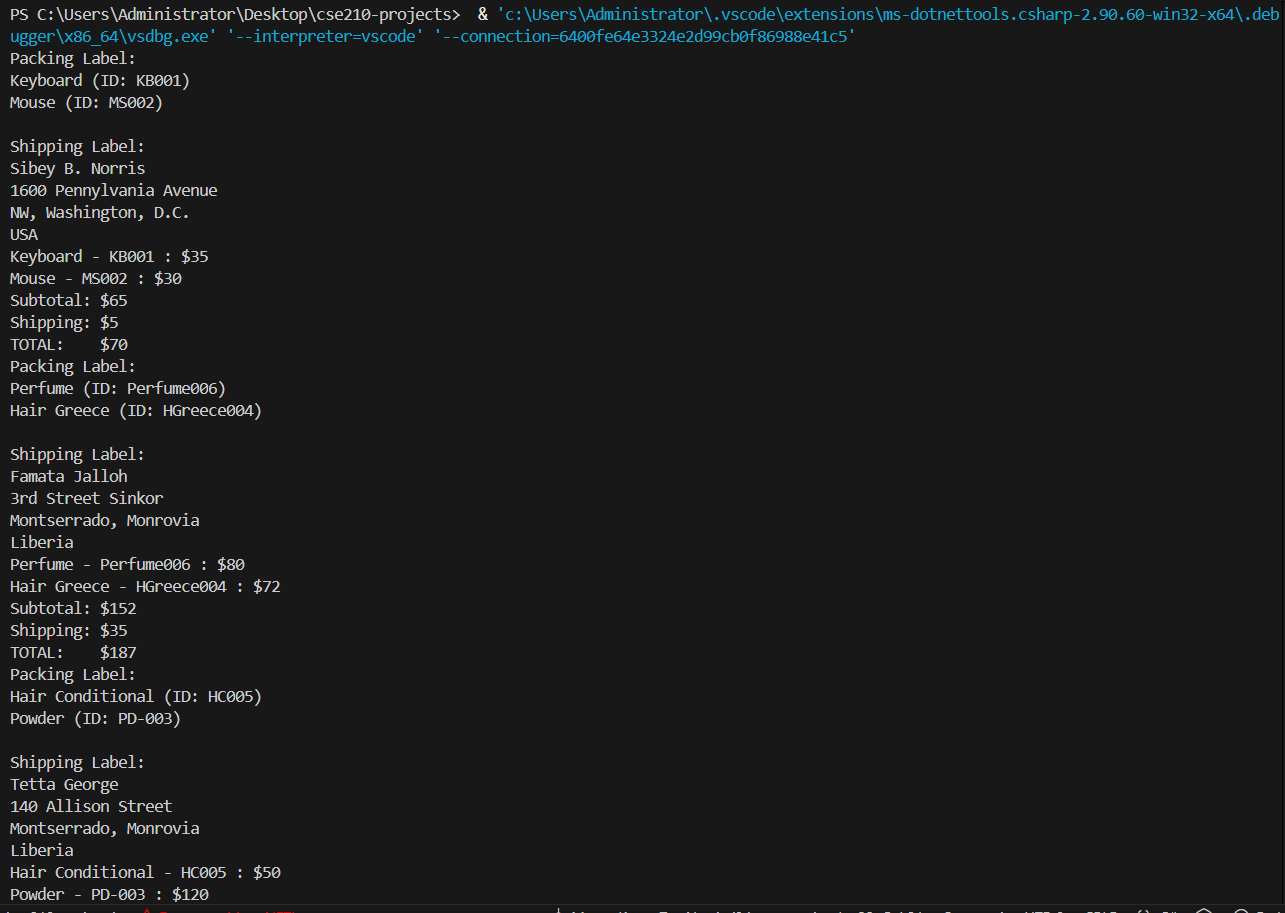 PS C:\Users\Administrator\Desktop\cse210-projects>  & 'c:\Users\Administrator\.vscode\extensions\ms-dotnettools.csharp-2.90.60-win32-x64\.deb
ugger\x86_64\vsdbg.exe' '--interpreter=vscode' '--connection=6400fe64e3324e2d99cb0f86988e41c5'
Packing Label:
Keyboard (ID: KB001)
Mouse (ID: MS002)

Shipping Label:
Sibey B. Norris
1600 Pennylvania Avenue
NW, Washington, D.C.
USA
Keyboard - KB001 : $35
Mouse - MS002 : $30
Subtotal: $65
Shipping: $5
TOTAL:    $70
Packing Label:
Perfume (ID: Perfume006)
Hair Greece (ID: HGreece004)

Shipping Label:
Famata Jalloh
3rd Street Sinkor
Montserrado, Monrovia
Liberia
Perfume - Perfume006 : $80
Hair Greece - HGreece004 : $72
Subtotal: $152
Shipping: $35
TOTAL:    $187
Packing Label:
Hair Conditional (ID: HC005)
Powder (ID: PD-003)

Shipping Label:
Tetta George
140 Allison Street
Montserrado, Monrovia
Liberia
Hair Conditional - HC005 : $50
Powder - PD-003 : $120